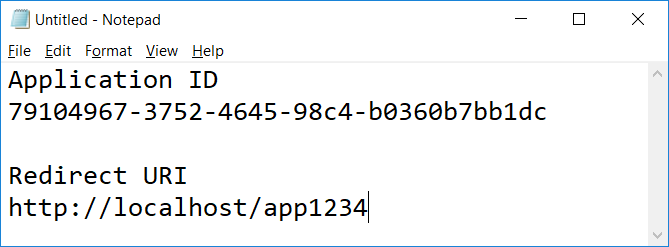 Untitled - Notepad
File Edit Format View Help
Application ID
79104967-3752-4645-98c4-b0360b7bb1dc
Redirect URI
http://localhost/app1234